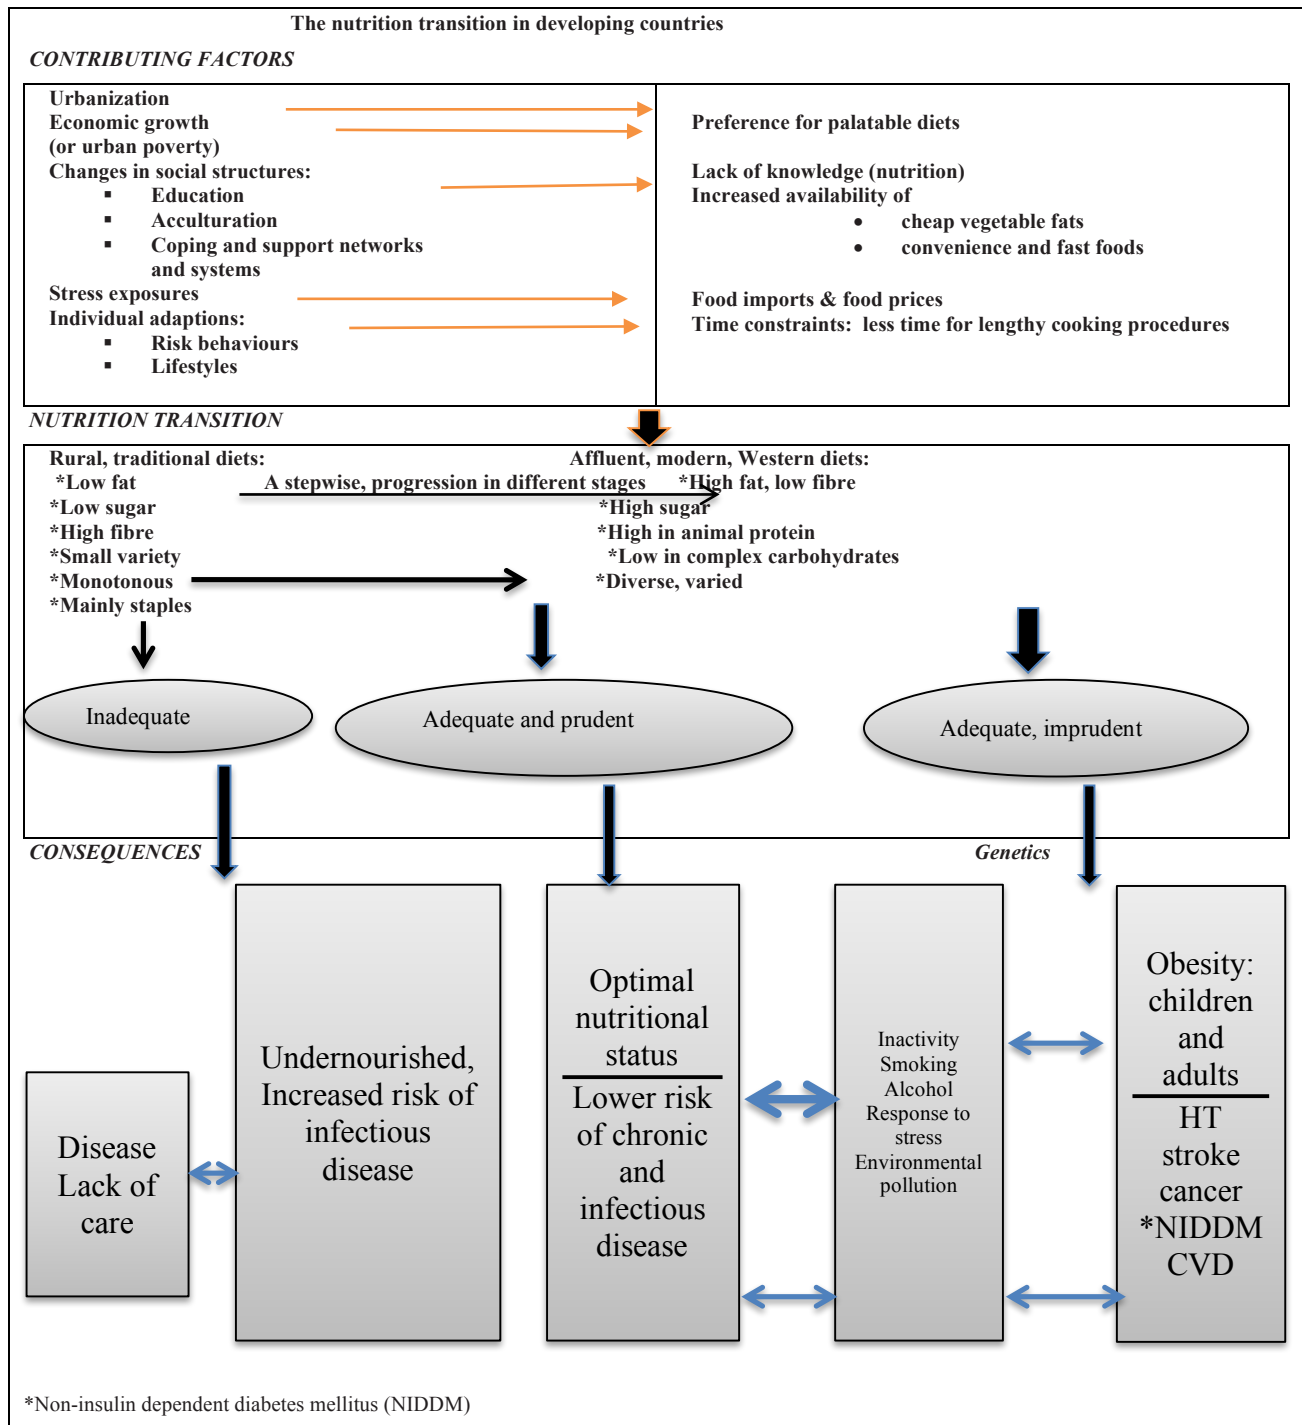 The nutrition transition in developing countries
CONTRIBUTING FACTORS
Urbanization
Economic growth
(or urban poverty)
Changes in social structures:
▪ Education
▪ Acculturation
▪ Coping and support networks
and systems
Stress exposures
Individual adaptions:
▪ Risk behaviours
▪ Lifestyles
Preference for palatable diets
Lack of knowledge (nutrition)
Increased availability of
• cheap vegetable fats
• convenience and fast foods
Food imports & food prices
Time constraints: less time for lengthy cooking procedures
NUTRITION TRANSITION
Rural, traditional diets:
*Low fat
*Low sugar
*High fibre
*Small variety
*Monotonous
*Mainly staples
A stepwise, progression in different stages
Affluent, modern, Western diets:
*High fat, low fibre
*High sugar
*High in animal protein
*Low in complex carbohydrates
*Diverse, varied
Inadequate
Adequate and prudent
Adequate, imprudent
CONSEQUENCES
Genetics
Disease
Lack of
care
Undernourished,
Increased risk of
infectious
disease
Optimal
nutritional
status
Lower risk
of chronic
and
infectious
disease
Inactivity
Smoking
Alcohol
Response to
stress
Environmental
pollution
Obesity:
children
and
adults
HT
stroke
cancer
*NIDDM
CVD
*Non-insulin dependent diabetes mellitus (NIDDM)